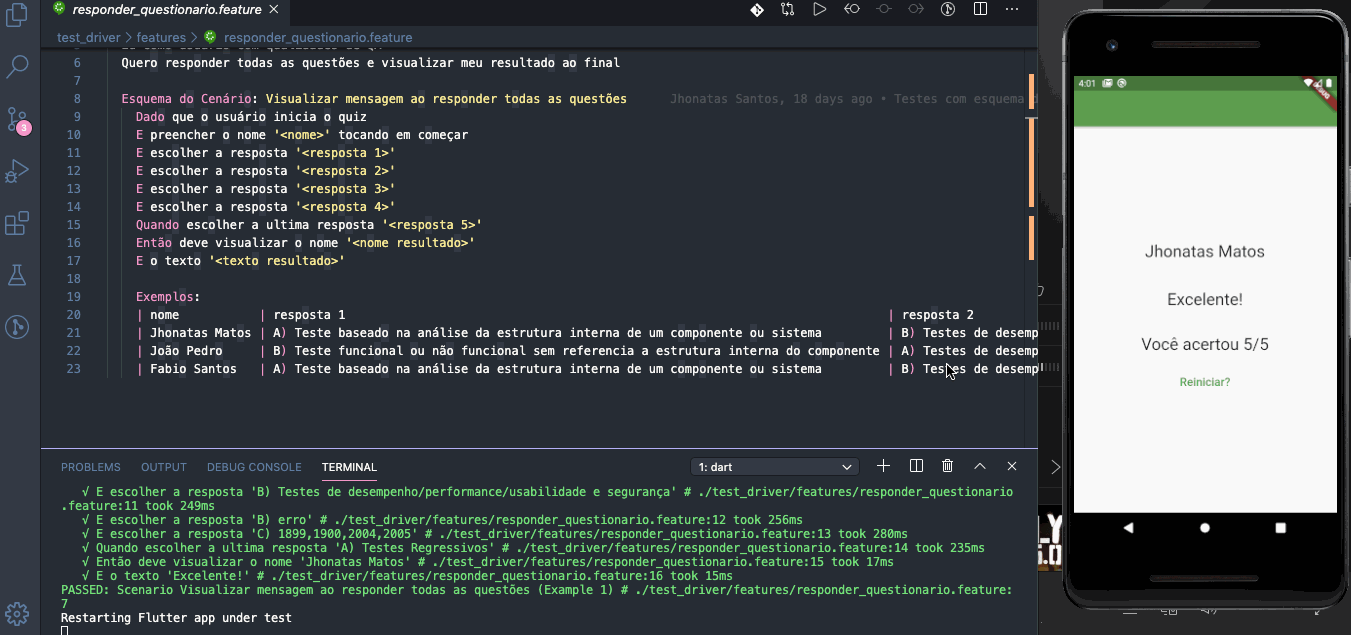 responder_questionario.feature
test_driver > features > responder_questionario.feature
6 Quero responder todas as questões e visualizar meu resultado ao final
7
8 Esquema do Cenário: Visualizar mensagem ao responder todas as questões Jhonatas Santos, 18 days ago • Testes com esquema d
9 Dado que o usuário inicia o quiz
10 E preencher o nome '<nome>' tocando em começar
11 E escolher a resposta '<resposta 1>'
12 E escolher a resposta '<resposta 2>'
13 E escolher a resposta '<resposta 3>'
14 E escolher a resposta '<resposta 4>'
15 Quando escolher a ultima resposta '<resposta 5>'
16 Então deve visualizar o nome '<nome resultado>'
17 E o texto '<texto resultado>'
18
19 Exemplos:
20 | nome | resposta 1 | resposta 2
21 | Jhonatas Matos | A) Teste baseado na análise da estrutura interna de um componente ou sistema | B) Testes de desemp
22 | João Pedro | B) Teste funcional ou não funcional sem referencia a estrutura interna do componente | A) Testes de desemp
23 | Fabio Santos | A) Teste baseado na análise da estrutura interna de um componente ou sistema | B) Testes de desemp
3
PROBLEMS OUTPUT DEBUG CONSOLE TERMINAL 1: dart
√ E escolher a resposta 'B) Testes de desempenho/performance/usabilidade e segurança' # ./test_driver/features/responder_questionario
.feature:11 took 249ms
√ E escolher a resposta 'B) erro' # ./test_driver/features/responder_questionario.feature:12 took 256ms
√ E escolher a resposta 'C) 1899,1900,2004,2005' # ./test_driver/features/responder_questionario.feature:13 took 280ms
√ Quando escolher a ultima resposta 'A) Testes Regressivos' # ./test_driver/features/responder_questionario.feature:14 took 235ms
√ Então deve visualizar o nome 'Jhonatas Matos' # ./test_driver/features/responder_questionario.feature:15 took 17ms
√ E o texto 'Excelente!' # ./test_driver/features/responder_questionario.feature:16 took 15ms
PASSED: Scenario Visualizar mensagem ao responder todas as questões (Example 1) # ./test_driver/features/responder_questionario.feature:
7
Restarting Flutter app under test
4:01
Jhonatas Matos
Excelente!
Você acertou 5/5
Reiniciar?